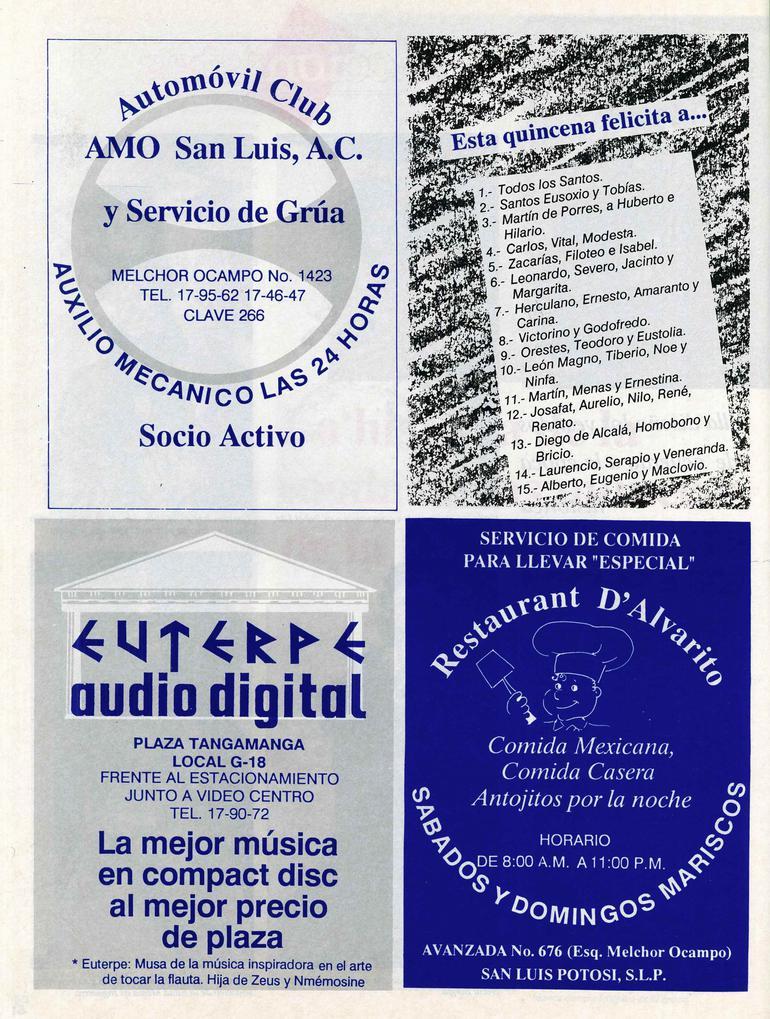 Automóvil Club
AMO San Luis, A.C.
y Servicio de Grúa
MELCHOR OCAMPO No. 1423
TEL. 17-95-62 17-46-47
CLAVE 266
AUXILIO MECANICO LAS 24 HORAS
Socio Activo
Esta quincena felicita a...
1.- Todos los Santos.
2.- Santos Eusoxio y Tobías.
3.- Martín de Porres, a Huberto e
Hilario.
4.- Carlos, Vital, Modesta.
5.- Zacarías, Filoteo e Isabel.
6.- Leonardo, Severo, Jacinto y
Margarita.
7.- Herculano, Ernesto, Amaranto y
Carina.
8.- Victorino y Godofredo.
9.- Orestes, Teodoro y Eustolia.
10.- León Magno, Tiberio, Noe y
Ninfa.
11.- Martín, Menas y Ernestina.
12.- Josafat, Aurelio, Nilo, René,
Renato.
13.- Diego de Alcalá, Homobono y
Bricio.
14.- Laurencio, Serapio y Veneranda.
15.- Alberto, Eugenio y Maclovio.
EUTERPE
audio digital
PLAZA TANGAMANGA
LOCAL G-18
FRENTE AL ESTACIONAMIENTO
JUNTO A VIDEO CENTRO
TEL. 17-90-72
La mejor música
en compact disc
al mejor precio
de plaza
* Euterpe: Musa de la música inspiradora en el arte
de tocar la flauta. Hija de Zeus y Nmémosine
SERVICIO DE COMIDA
PARA LLEVAR "ESPECIAL"
Restaurant D'Alvarito
Comida Mexicana,
Comida Casera
Antojitos por la noche
HORARIO
DE 8:00 A.M. A 11:00 P.M.
SABADOS Y DOMINGOS MARISCOS
AVANZADA No. 676 (Esq. Melchor Ocampo)
SAN LUIS POTOSI, S.L.P.